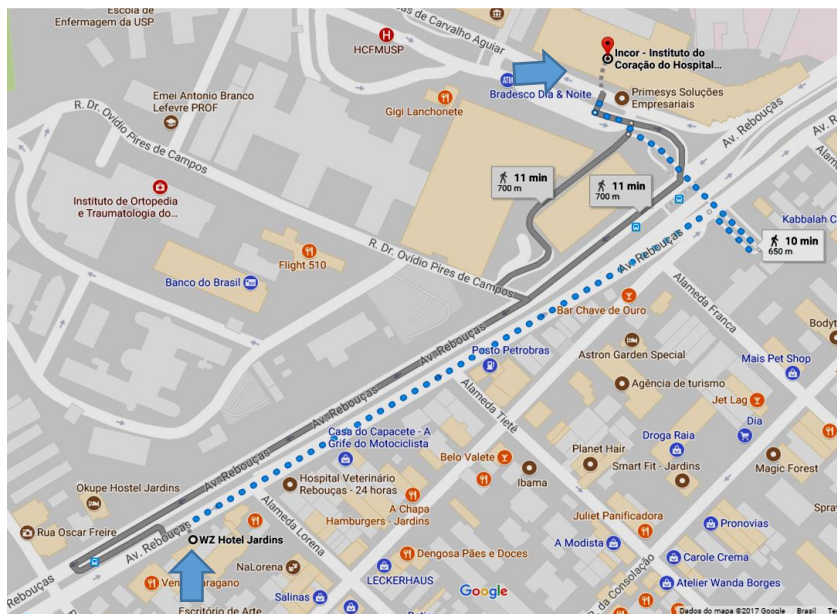 Escola de
Enfermagem da USP
as de Carvalho Aguiar
HCFMUSP
Incor - Instituto do
Coração do Hospital...
Bradesco Dia & Noite
Primesys Soluções
Empresariais
Emei Antonio Branco
Lefevre PROF
Gigi Lanchonete
R. Dr. Ovídio Pires de Campos
Av. Rebouças
Av. Re
Alameda
11 min
700 m
11 min
700 m
Instituto de Ortopedia
e Traumatologia do...
Kabbalah C
10 min
650 m
R. Dr. Ovídio Pires de Campos
Flight 510
Av. Rebouças
Banco do Brasil
Alameda Franca
Bar Chave de Ouro
Av. Rebouças
Bodyt
Posto Petrobras
Astron Garden Special
Mais Pet Shop
Agência de turismo
Av. Rebouças
Alameda Tietê
Jet Lag
Casa do Capacete - A
Grife do Motociclista
Dia
Droga Raia
Planet Hair
Belo Valete
Smart Fit - Jardins
Magic Forest
Av. Rebouças
Hospital Veterinário
Rebouças - 24 horas
Ibama
Okupe Hostel Jardins
A Chapa
Hamburgers - Jardins
Spray
Juliet Panificadora
Rua Oscar Freire
Av. Rebouças
Alameda Lorena
Pronovias
WZ Hotel Jardins
A Modista
Dengosa Pães e Doces
Carole Crema
NaLorena
Rebouças
LECKERHAUS
R. da Consolação
Atelier Wanda Borges
Salinas
Google
Escritório de Arte
Dados do mapa ©2017 Google
Brasil